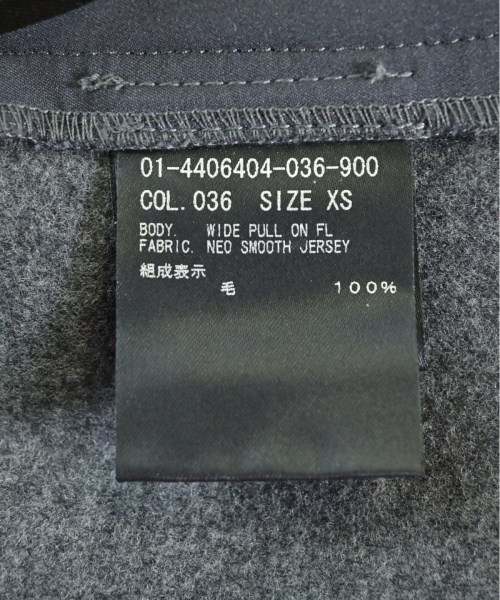 01-4406404-036-900
COL.036 SIZE XS
BODY. WIDE PULL ON FL
FABRIC. NEO SMOOTH JERSEY
組成表示
毛 100%